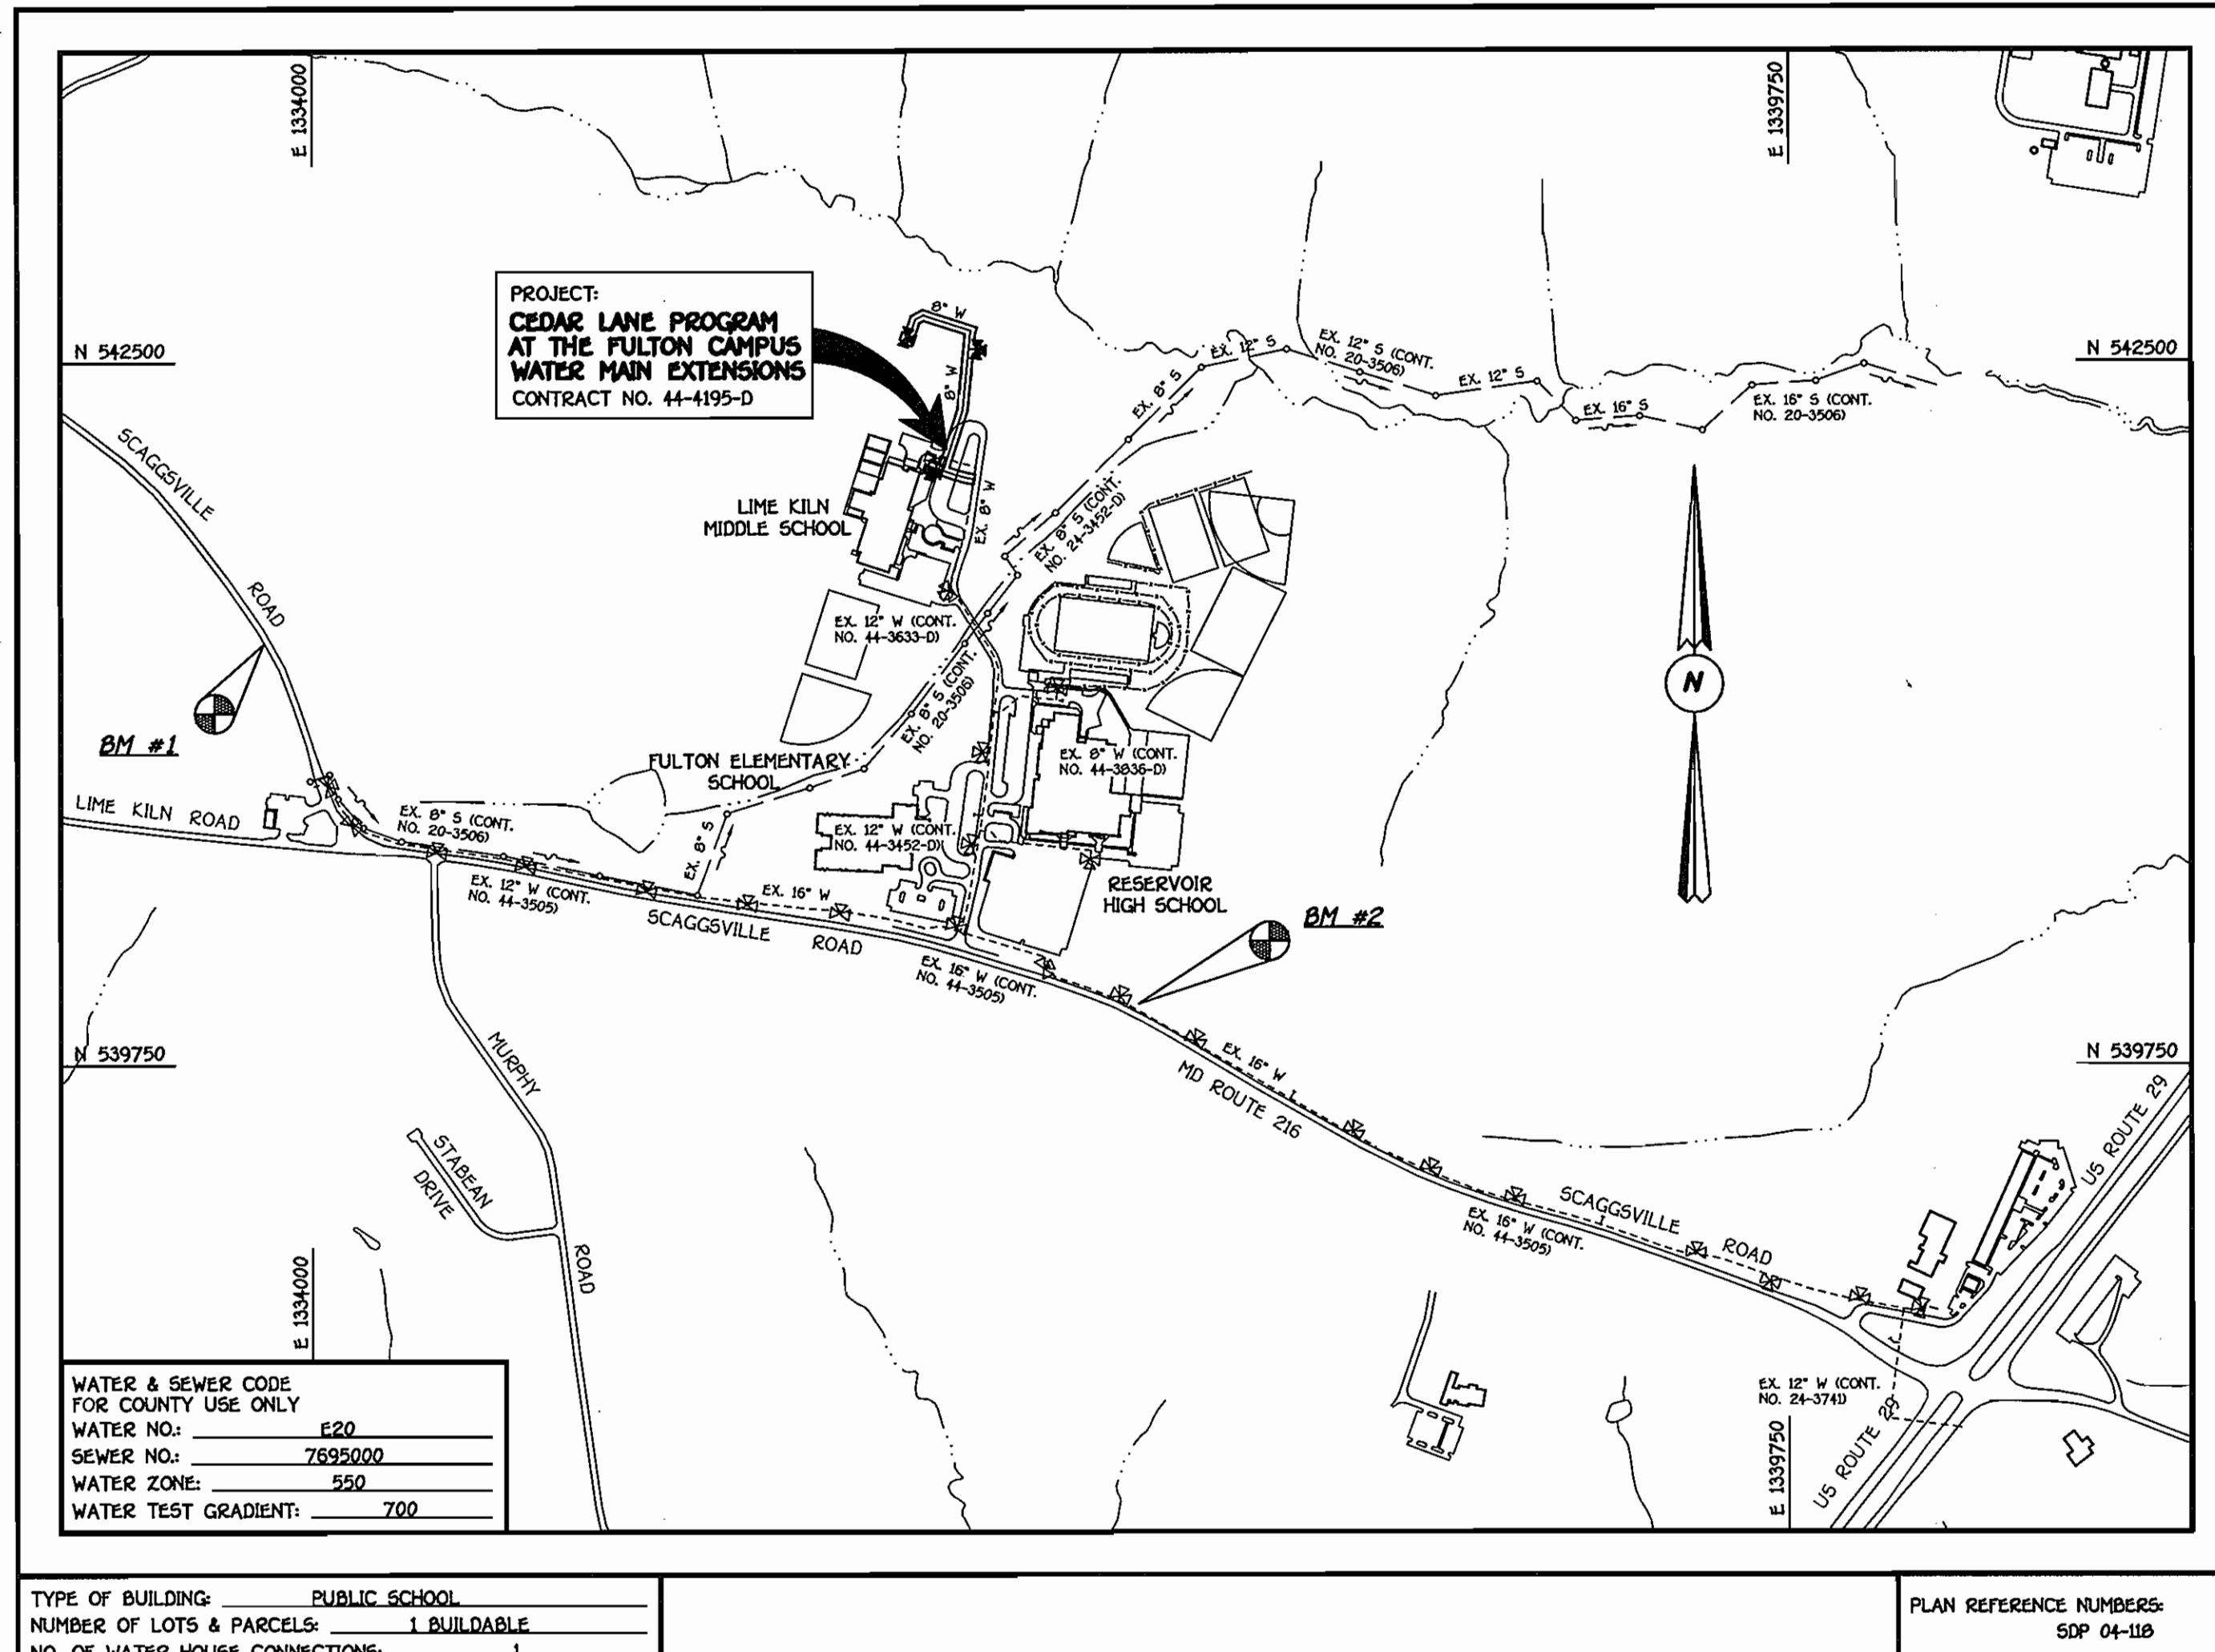 E 1334000
E 1339750
PROJECT:
CEDAR LANE PROGRAM
AT THE FULTON CAMPUS
WATER MAIN EXTENSIONS
CONTRACT NO. 44-4195-D
8" W
8" W
N 542500
N 542500
EX. 12" S
EX. 12" S (CONT.
NO. 20-3506)
EX. 12" S
EX. 16" S
EX. 16" S (CONT.
NO. 20-3506)
EX. 8" S
SCAGGSVILLE
ROAD
LIME KILN
MIDDLE SCHOOL
EX. 8" W
EX. 8" S (CONT.
NO. 24-3452-D)
EX. 12" W (CONT.
NO. 44-3633-D)
EX. 8" S (CONT.
NO. 20-3506)
N
BM #1
FULTON ELEMENTARY
SCHOOL
EX. 8" W (CONT.
NO. 44-3836-D)
LIME KILN ROAD
EX. 8" S (CONT.
NO. 20-3506)
EX. 8" S
EX. 12" W (CONT.
NO. 44-3452-D)
EX. 12" W (CONT.
NO. 44-3505)
EX. 16" W
RESERVOIR
HIGH SCHOOL
BM #2
SCAGGSVILLE ROAD
EX. 16" W (CONT.
NO. 44-3505)
N 539750
N 539750
MURPHY
ROAD
EX. 16" W
MD ROUTE 216
US ROUTE 29
STABEAN
DRIVE
SCAGGSVILLE ROAD
EX. 16" W (CONT.
NO. 44-3505)
E 1334000
EX. 12" W (CONT.
NO. 24-3741)
E 1339750
US ROUTE 29
WATER & SEWER CODE
FOR COUNTY USE ONLY
WATER NO.: E20
SEWER NO.: 7695000
WATER ZONE: 550
WATER TEST GRADIENT: 700
TYPE OF BUILDING: PUBLIC SCHOOL
NUMBER OF LOTS & PARCELS: 1 BUILDABLE
NO. OF WATER HOUSE CONNECTIONS: 1
PLAN REFERENCE NUMBERS:
SDP 04-118